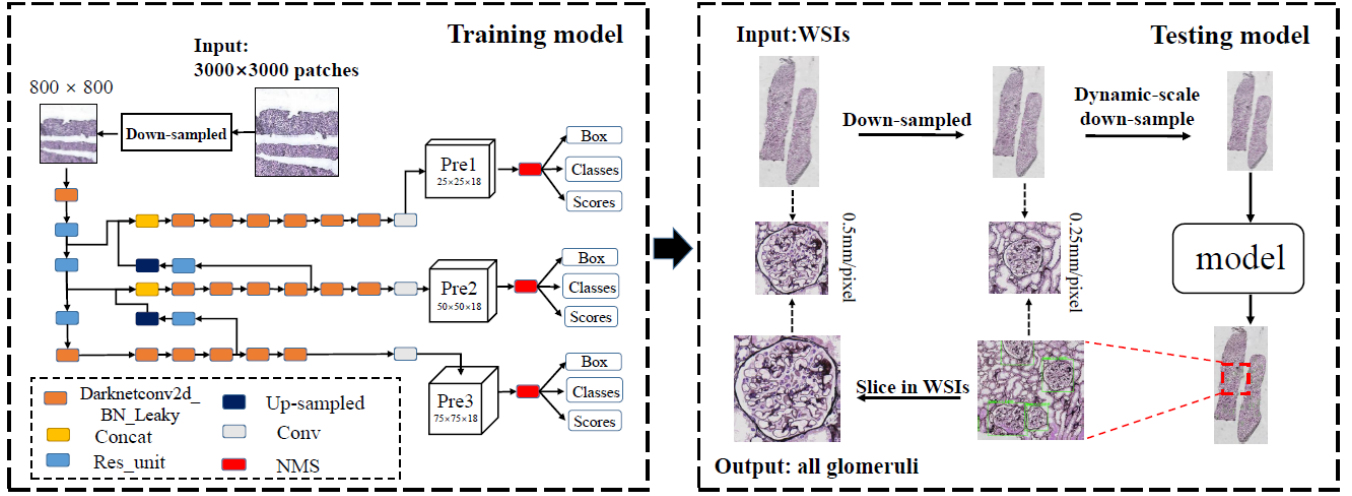 Training model
Input:
3000×3000 patches
800 × 800
Down-sampled
Pre1
25×25×18
Box
Classes
Scores
Pre2
50×50×18
Box
Classes
Scores
Pre3
75×75×18
Box
Classes
Scores
Darknetconv2d_
BN_Leaky
Concat
Res_unit
Up-sampled
Conv
NMS
Testing model
Input:WSIs
Down-sampled
Dynamic-scale
down-sample
0.5mm/pixel
0.25mm/pixel
model
Slice in WSIs
Output: all glomeruli